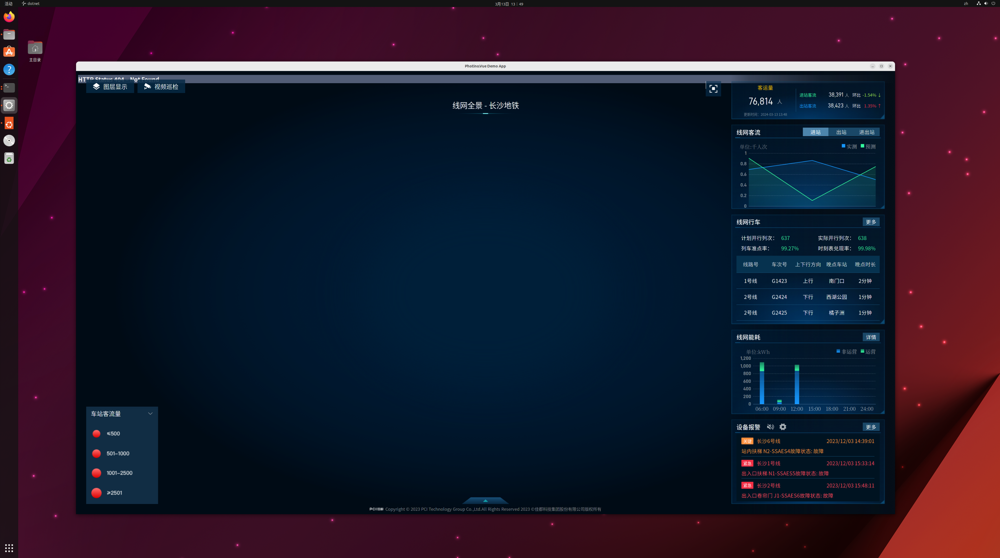 活动 dotnet 3月13日 13：49 zh
主目录
Photino.Vue Demo App
HTTP Status 404 – Not Found
图层显示 视频巡检
线网全景 - 长沙地铁
客运量
76,814 人
进站客流 38,391 人 环比 -1.54% ↓
出站客流 38,423 人 环比 1.35% ↑
更新时间：2024-03-13 13:48
线网客流 进站 出站 进出站
单位:千人次 实测 预测
1
0.8
0.6
0.4
0.2
0
线网行车 更多
计划开行列次： 637 实际开行列次： 638
列车准点率： 99.27% 时刻表兑现率： 99.98%
线路号 车次号 上下行方向 晚点车站 晚点时长
1号线 G1423 上行 南门口 2分钟
2号线 G2424 下行 西湖公园 1分钟
2号线 G2425 下行 橘子洲 1分钟
线网能耗 详情
单位:kWh 非运营 运营
1,200
1,000
800
600
400
200
0
06:00 09:00 12:00 15:00 18:00 21:00 24:00
设备报警 更多
关键 长沙6号线 2023/12/03 14:39:01
站内扶梯 N2-SSAES4故障状态: 故障
紧急 长沙1号线 2023/12/03 15:33:14
出入口扶梯 N1-SSAES5故障状态: 故障
紧急 长沙2号线 2023/12/03 15:48:11
出入口卷帘门 J1-SSAES6故障状态: 故障
车站客流量
≤500
501-1000
1001-2500
≥2501
PCI佳都 Copyright © 2023 PCI Technology Group Co.,Ltd.All Rights Reserved 2023 ©佳都科技集团股份有限公司版权所有